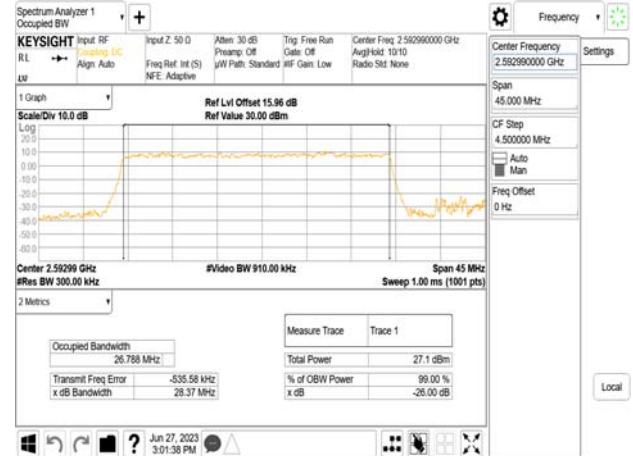 Spectrum Analyzer 1
Occupied BW
+
Frequency
KEYSIGHT Input: RF Input Z: 50 Ω Atten: 30 dB Trig: Free Run Center Freq: 2.592990000 GHz
RL Coupling: DC Preamp: Off Gate: Off Avg|Hold: 10/10
Align: Auto Freq Ref: Int (S) µW Path: Standard #IF Gain: Low Radio Std: None
LW NFE: Adaptive
Center Frequency
2.592990000 GHz
Settings
Span
45.000 MHz
CF Step
4.500000 MHz
Auto
Man
Freq Offset
0 Hz
Local
1 Graph
Ref Lvl Offset 15.96 dB
Scale/Div 10.0 dB Ref Value 30.00 dBm
Log
20.0
10.0
0.00
-10.0
-20.0
-30.0
-40.0
-50.0
-60.0
Center 2.59299 GHz #Video BW 910.00 kHz Span 45 MHz
#Res BW 300.00 kHz Sweep 1.00 ms (1001 pts)
2 Metrics
Measure Trace Trace 1
Occupied Bandwidth
26.788 MHz Total Power 27.1 dBm
Transmit Freq Error -535.58 kHz % of OBW Power 99.00 %
x dB Bandwidth 28.37 MHz x dB -26.00 dB
? Jun 27, 2023
3:01:38 PM